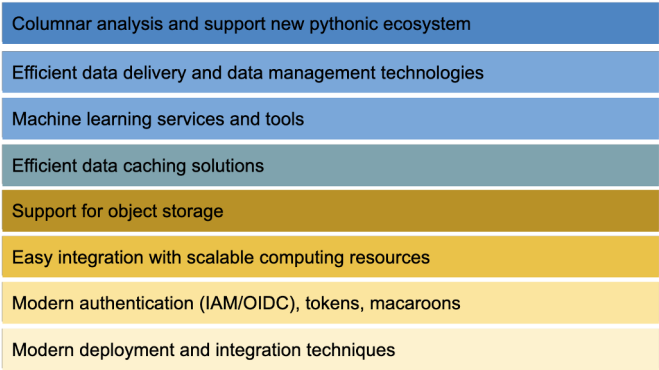 Columnar analysis and support new pythonic ecosystem
Efficient data delivery and data management technologies
Machine learning services and tools
Efficient data caching solutions
Support for object storage
Easy integration with scalable computing resources
Modern authentication (IAM/OIDC), tokens, macaroons
Modern deployment and integration techniques